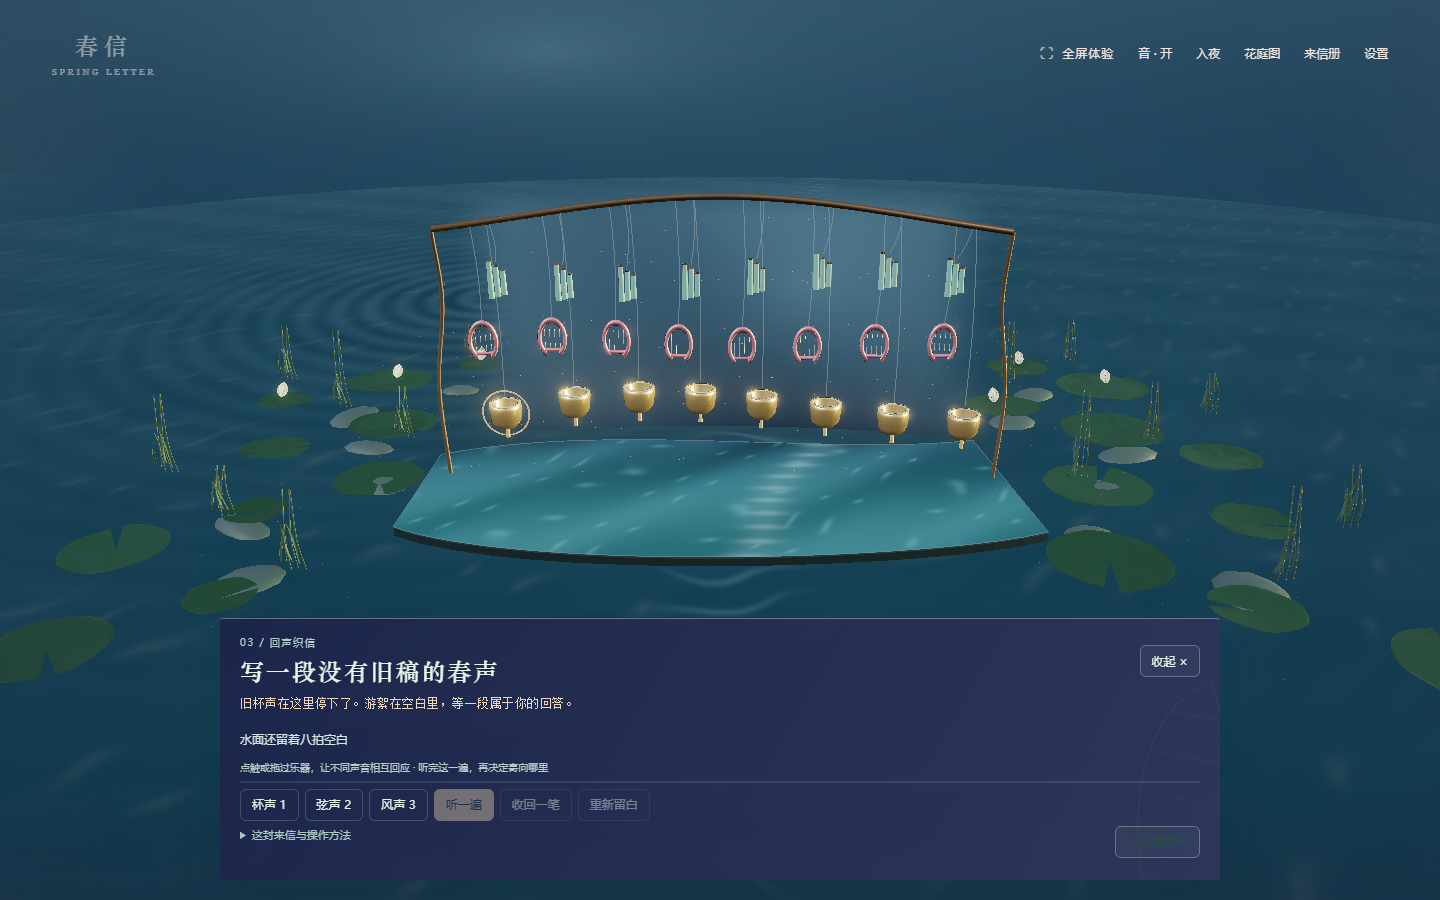 春信
SPRING LETTER
全屏体验 音 · 开 入夜 花庭图 来信册 设置
03 / 回声织信
写一段没有旧稿的春声
收起 ×
旧杯声在这里停下了。游絮在空白里，等一段属于你的回答。
水面还留着八拍空白
点触或拖过乐器，让不同声音相互回应 · 听完这一遍，再决定寄向哪里
杯声 1 弦声 2 风声 3 听一遍 收回一笔 重新留白
▶ 这封来信与操作方法